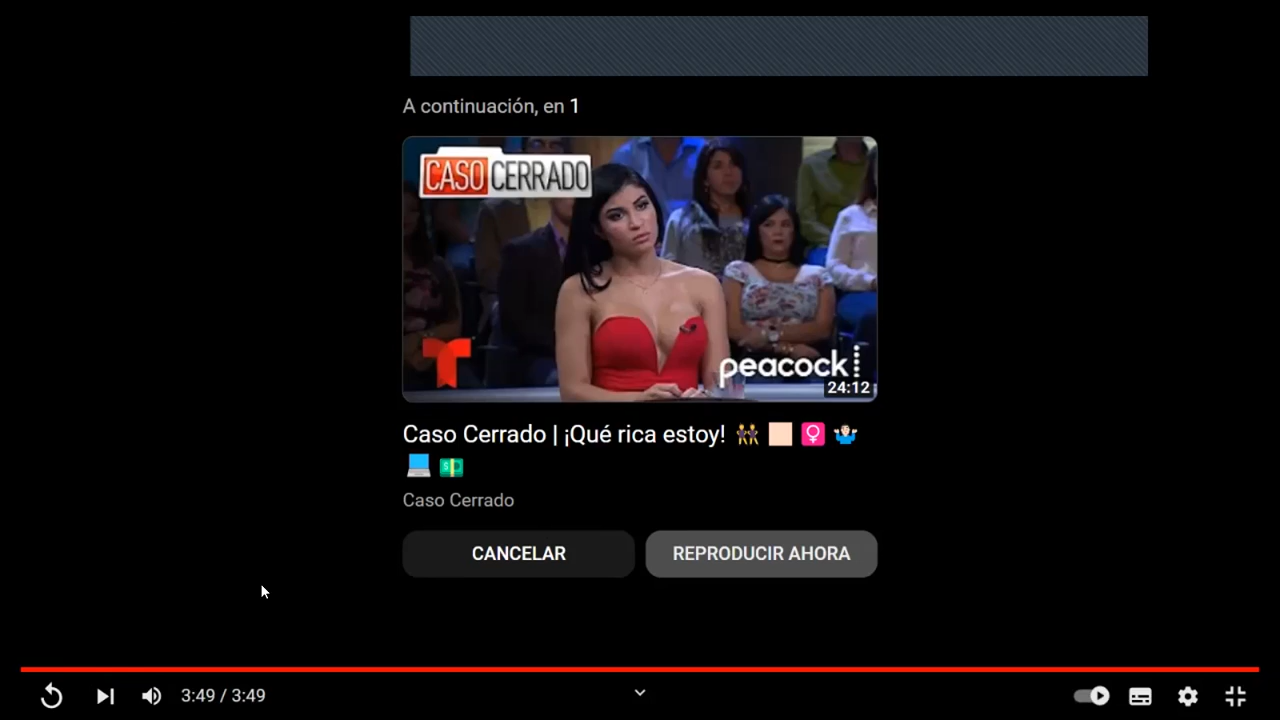 A continuación, en 1
CASO CERRADO
peacock
24:12
Caso Cerrado | ¡Qué rica estoy! 👯 🏻 ♀️ 🤷🏻‍♂️
💻 💵
Caso Cerrado
CANCELAR
REPRODUCIR AHORA
3:49 / 3:49